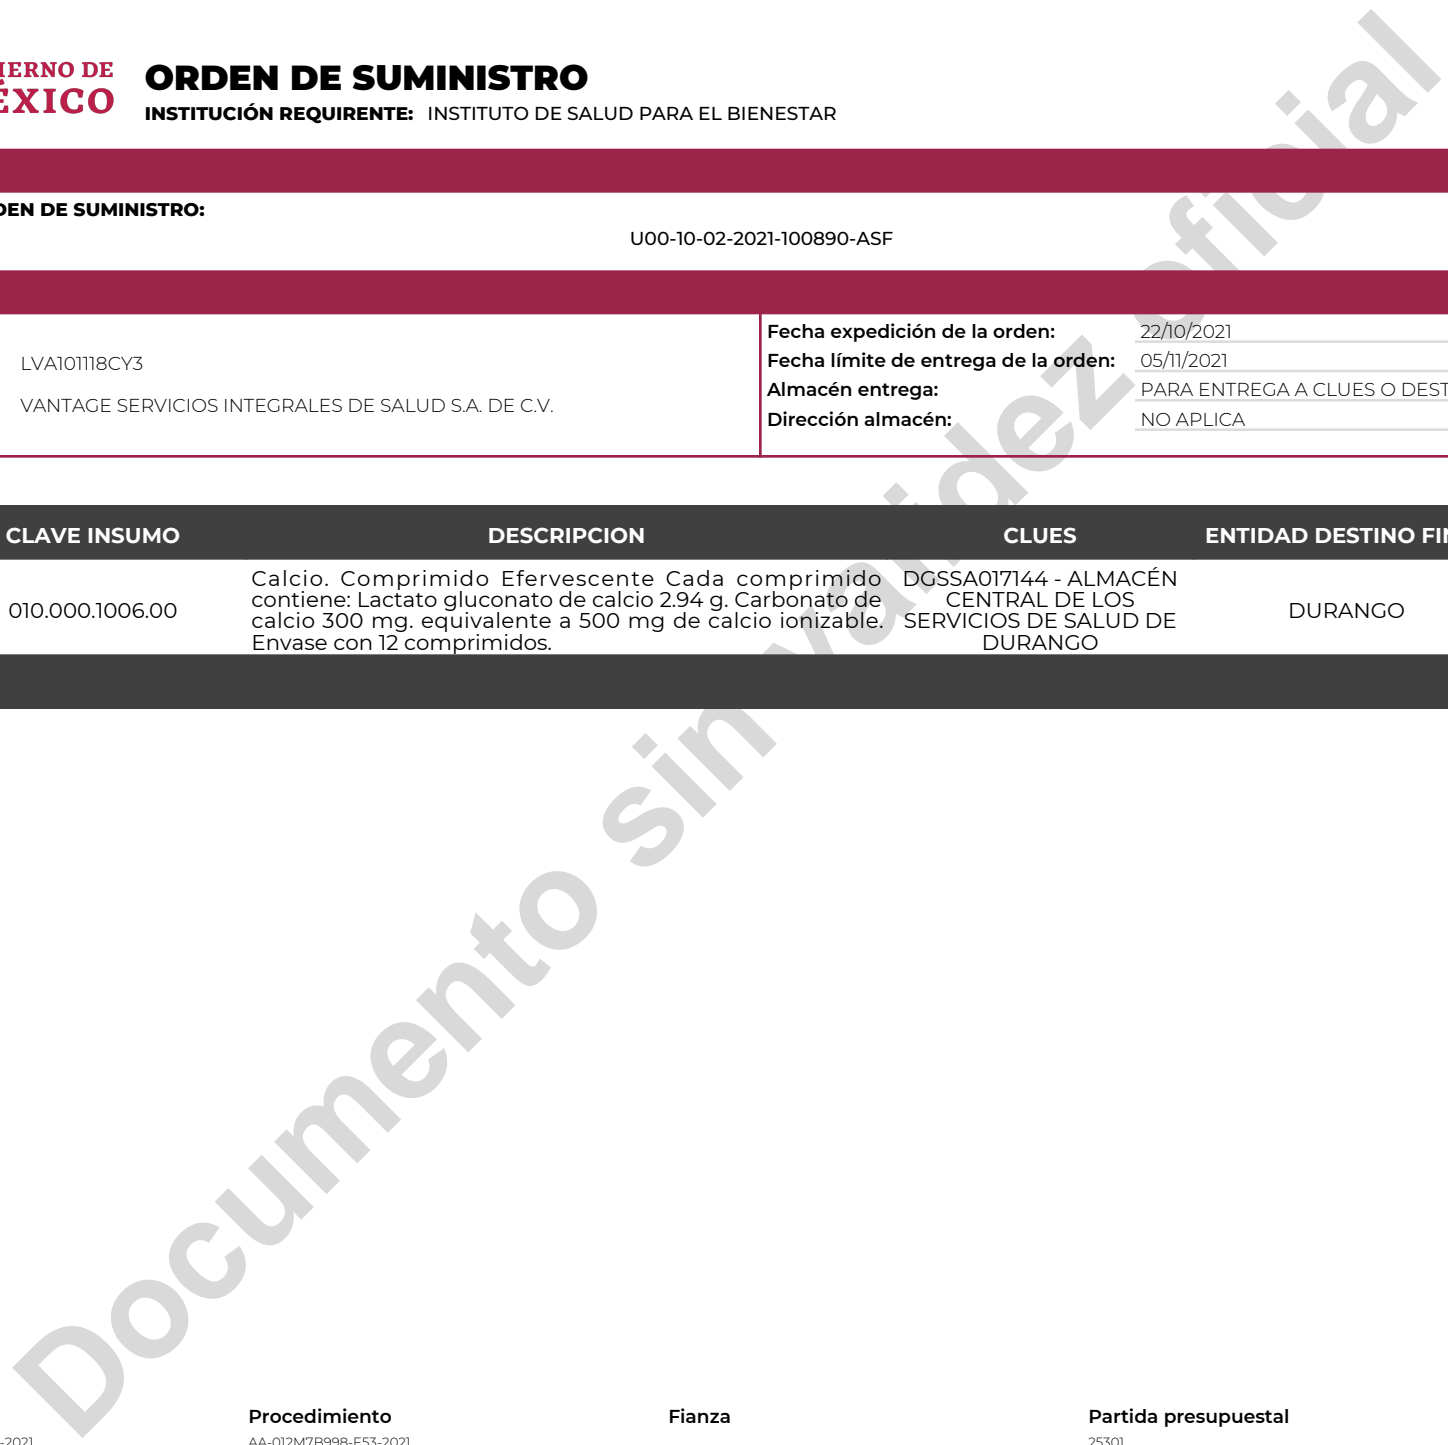 IERNO DE
ÉXICO
ORDEN DE SUMINISTRO
INSTITUCIÓN REQUIRENTE: INSTITUTO DE SALUD PARA EL BIENESTAR
DEN DE SUMINISTRO:
U00-10-02-2021-100890-ASF
LVA101118CY3
VANTAGE SERVICIOS INTEGRALES DE SALUD S.A. DE C.V.
Fecha expedición de la orden: 22/10/2021
Fecha límite de entrega de la orden: 05/11/2021
Almacén entrega: PARA ENTREGA A CLUES O DEST
Dirección almacén: NO APLICA
CLAVE INSUMO DESCRIPCION CLUES ENTIDAD DESTINO FIN
010.000.1006.00
Calcio. Comprimido Efervescente Cada comprimido
contiene: Lactato gluconato de calcio 2.94 g. Carbonato de
calcio 300 mg. equivalente a 500 mg de calcio ionizable.
Envase con 12 comprimidos.
DGSSA017144 - ALMACÉN
CENTRAL DE LOS
SERVICIOS DE SALUD DE
DURANGO
DURANGO
Documento sin validez oficial
Procedimiento Fianza Partida presupuestal
-2021 AA-012M7B998-E53-2021 25301